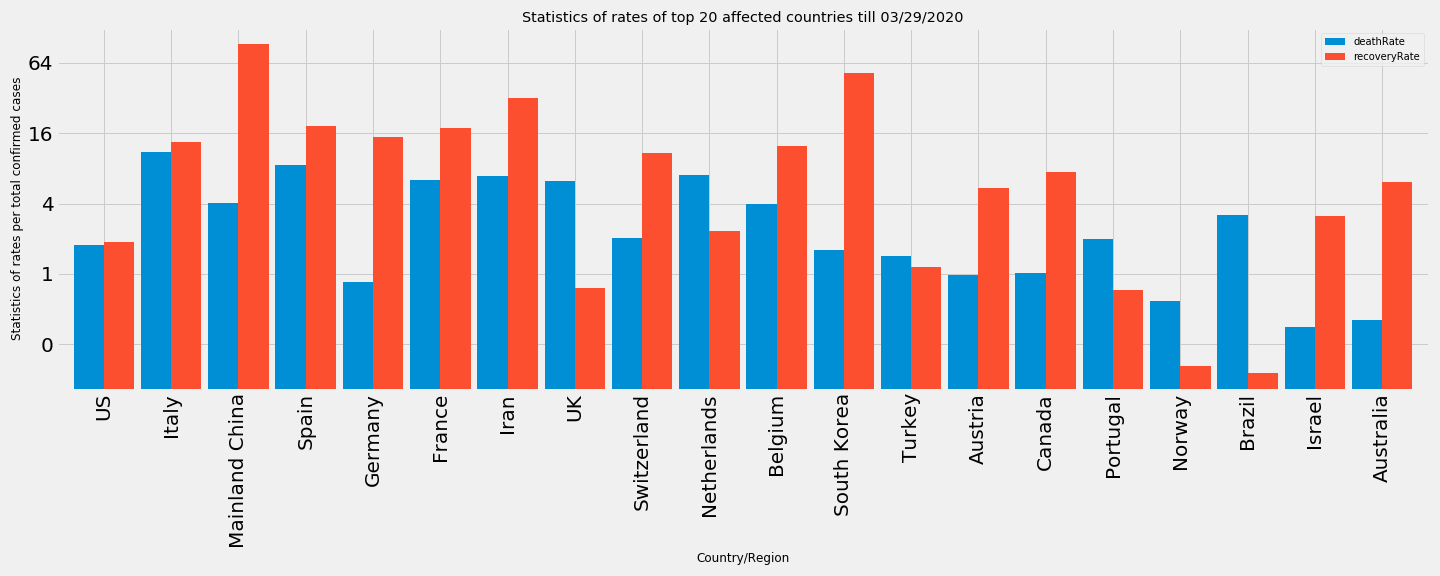 Statistics of rates of top 20 affected countries till 03/29/2020
deathRate
recoveryRate
Statistics of rates per total confirmed cases
64
16
4
1
0
US
Italy
Mainland China
Spain
Germany
France
Iran
UK
Switzerland
Netherlands
Belgium
South Korea
Turkey
Austria
Canada
Portugal
Norway
Brazil
Israel
Australia
Country/Region